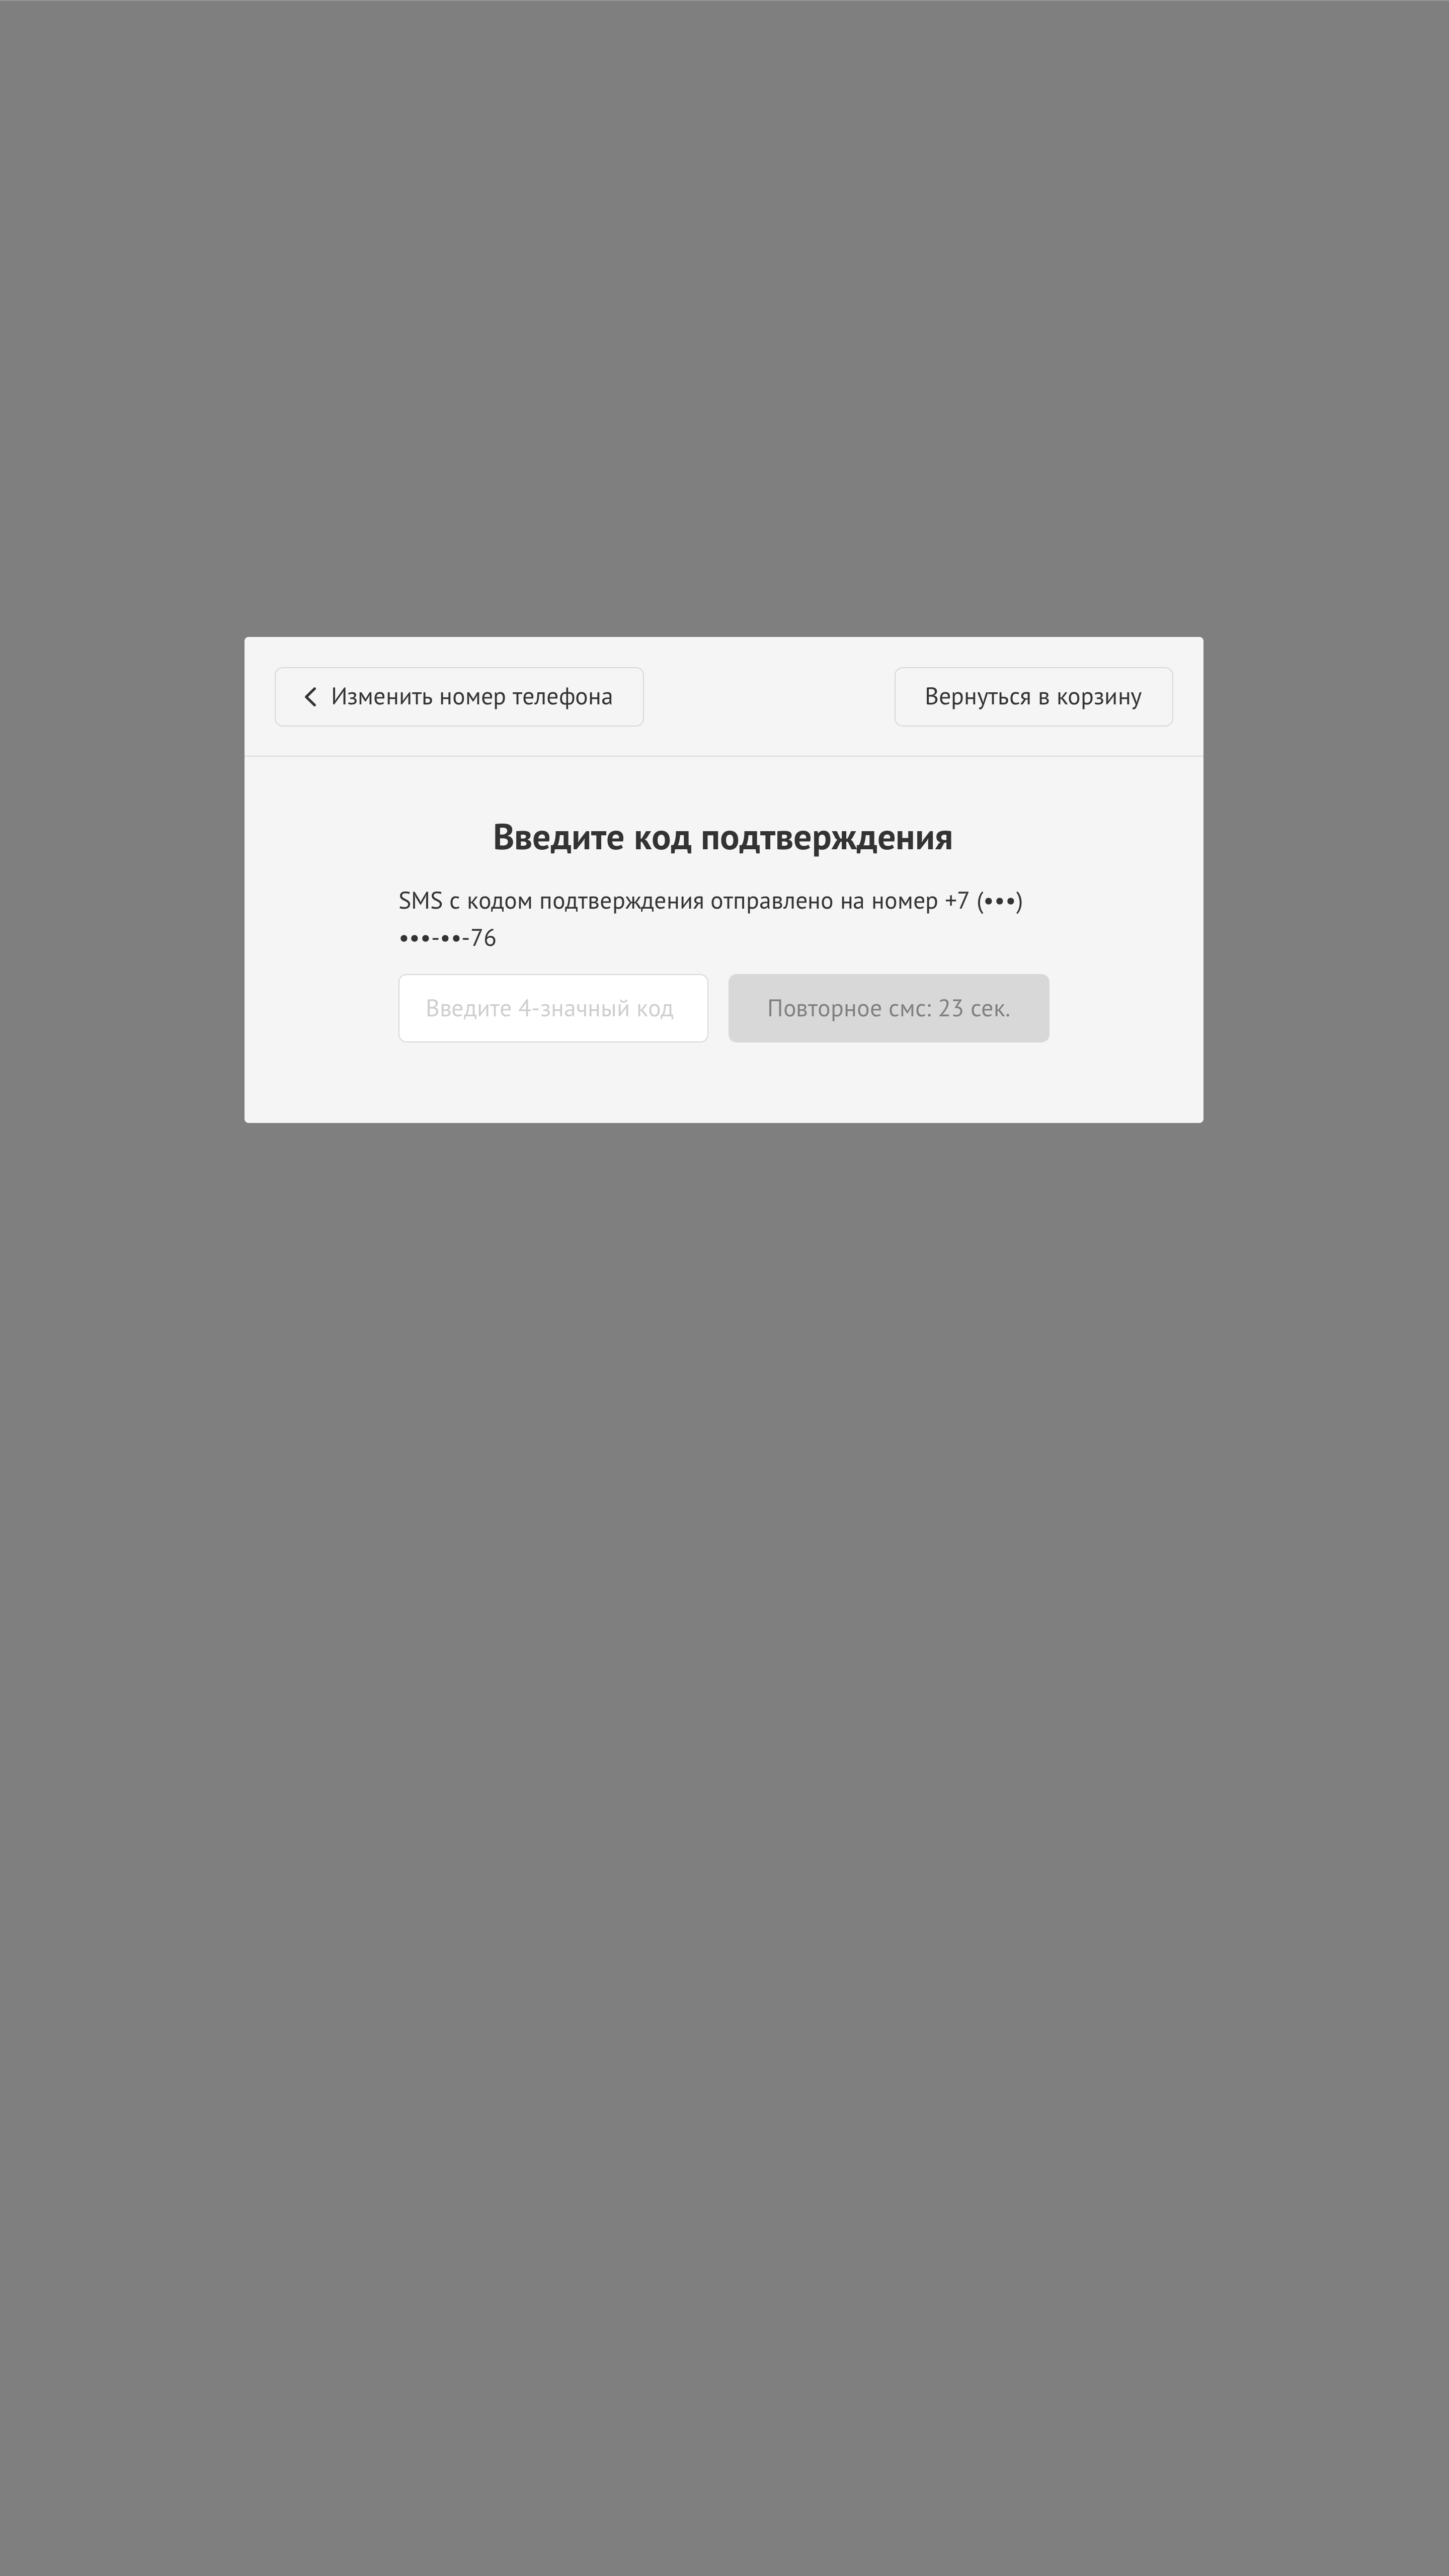 Изменить номер телефона
Вернуться в корзину
Введите код подтверждения
SMS с кодом подтверждения отправлено на номер +7 (•••)
•••-••-76
Введите 4-значный код
Повторное смс: 23 сек.